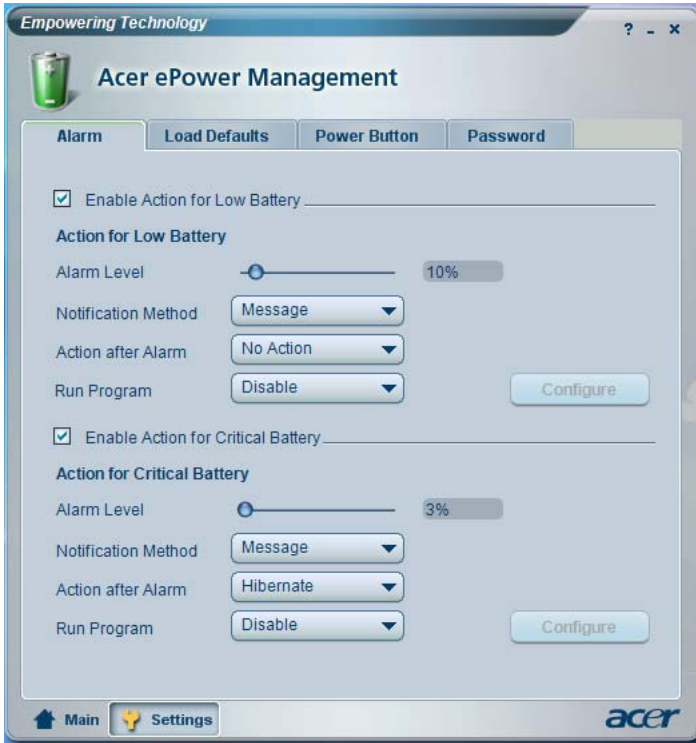 Empowering Technology
? - ×
Acer ePower Management
Alarm Load Defaults Power Button Password
Enable Action for Low Battery
Action for Low Battery
Alarm Level 10%
Notification Method Message
Action after Alarm No Action
Run Program Disable Configure
Enable Action for Critical Battery
Action for Critical Battery
Alarm Level 3%
Notification Method Message
Action after Alarm Hibernate
Run Program Disable Configure
Main Settings acer